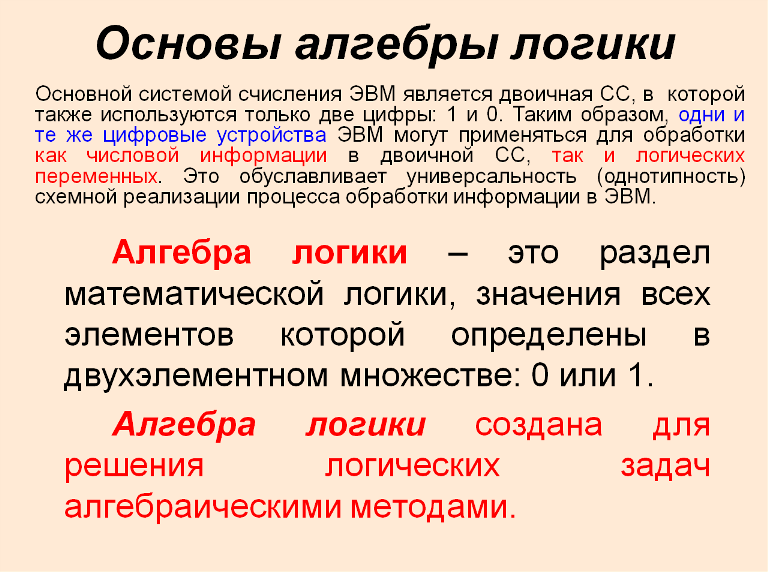 Основы алгебры логики
Основной системой счисления ЭВМ является двоичная СС, в которой
также используются только две цифры: 1 и 0. Таким образом, одни и
те же цифровые устройства ЭВМ могут применяться для обработки
как числовой информации в двоичной СС, так и логических
переменных. Это обуславливает универсальность (однотипность)
схемной реализации процесса обработки информации в ЭВМ.
Алгебра логики – это раздел
математической логики, значения всех
элементов которой определены в
двухэлементном множестве: 0 или 1.
Алгебра логики создана для
решения логических задач
алгебраическими методами.